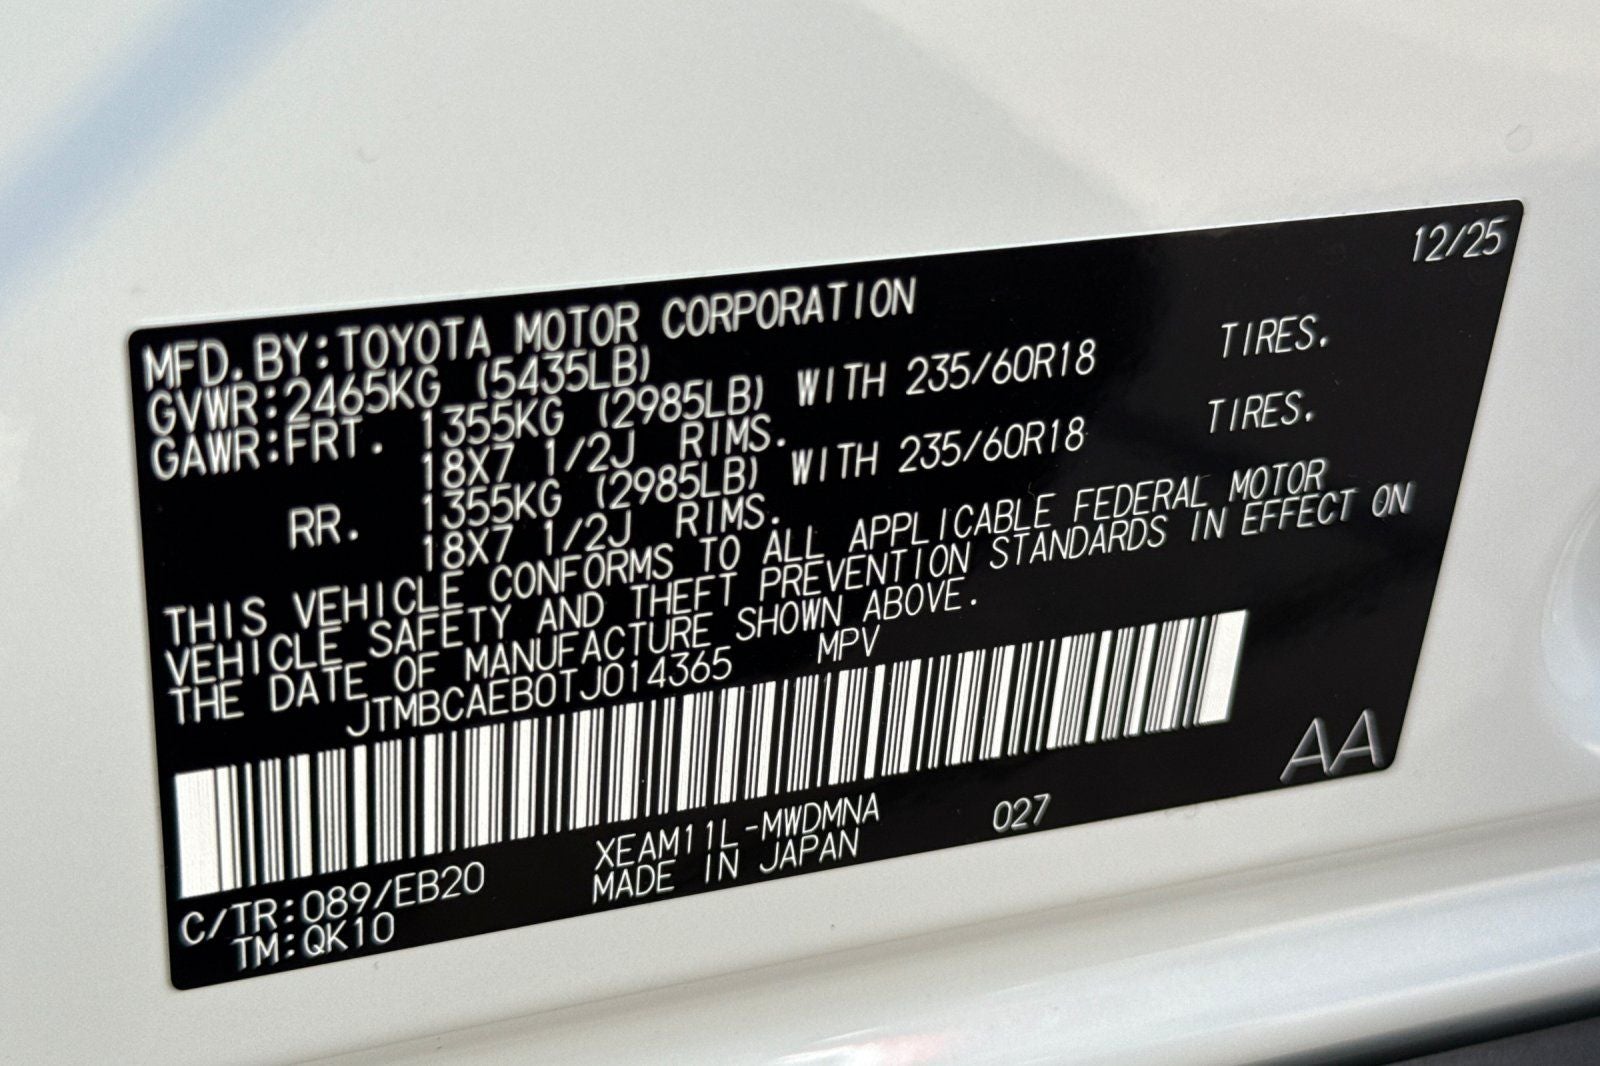 12/25
MFD.BY:TOYOTA MOTOR CORPORATION
GVWR:2465KG (5435LB)
GAWR:FRT. 1355KG (2985LB) WITH 235/60R18 TIRES.
18X7 1/2J RIMS.
RR. 1355KG (2985LB) WITH 235/60R18 TIRES.
18X7 1/2J RIMS.
THIS VEHICLE CONFORMS TO ALL APPLICABLE FEDERAL MOTOR
VEHICLE SAFETY AND THEFT PREVENTION STANDARDS IN EFFECT ON
THE DATE OF MANUFACTURE SHOWN ABOVE.
JTMBCAEB0TJ014365 MPV
AA
C/TR:089/EB20 XEAM11L-MWDMNA 027
TM:QK10 MADE IN JAPAN